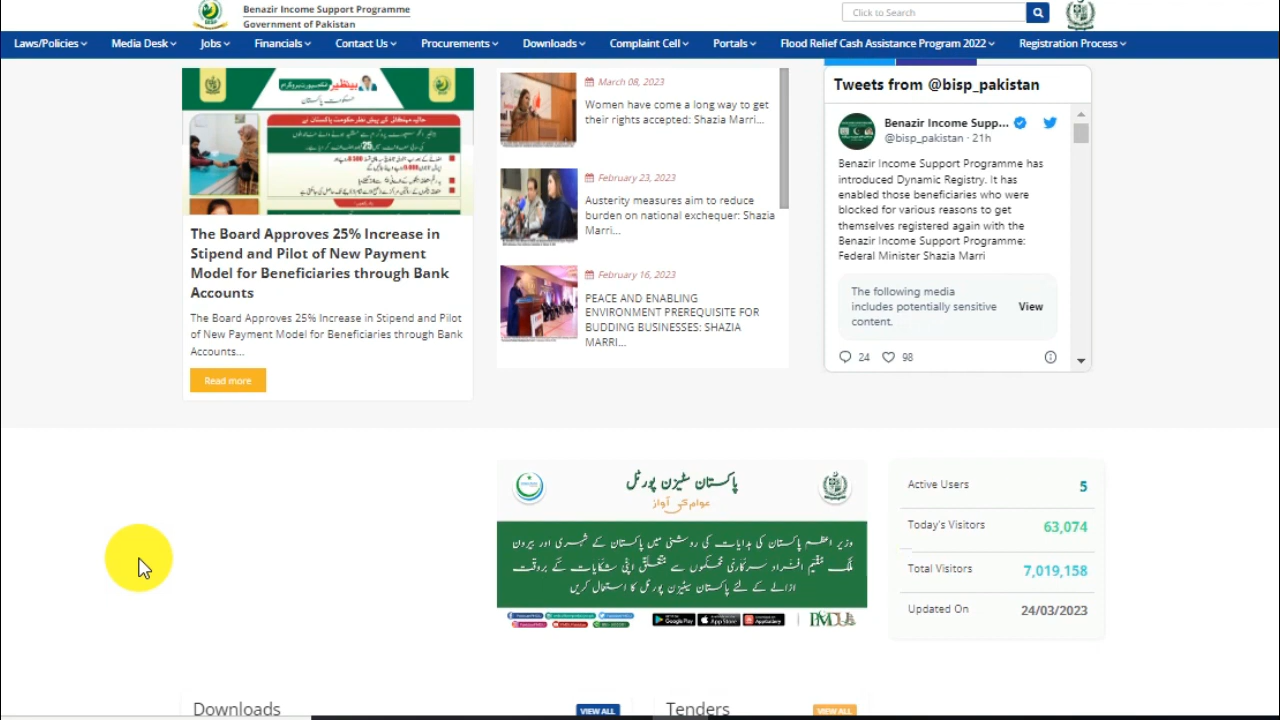 Benazir Income Support Programme
Government of Pakistan
Click to Search
Laws/Policies Media Desk Jobs Financials Contact Us Procurements Downloads Complaint Cell Portals Flood Relief Cash Assistance Program 2022 Registration Process
بینظیر
حکومت پاکستان
The Board Approves 25% Increase in
Stipend and Pilot of New Payment
Model for Beneficiaries through Bank
Accounts
The Board Approves 25% Increase in Stipend and Pilot
of New Payment Model for Beneficiaries through Bank
Accounts...
Read more
March 08, 2023
Women have come a long way to get
their rights accepted: Shazia Marri...
February 23, 2023
Austerity measures aim to reduce
burden on national exchequer: Shazia
Marri...
February 16, 2023
PEACE AND ENABLING
ENVIRONMENT PREREQUISITE FOR
BUDDING BUSINESSES: SHAZIA
MARRI...
Tweets from @bisp_pakistan
Benazir Income Supp...
@bisp_pakistan · 21h
Benazir Income Support Programme has
introduced Dynamic Registry. It has
enabled those beneficiaries who were
blocked for various reasons to get
themselves registered again with the
Benazir Income Support Programme:
Federal Minister Shazia Marri
The following media
includes potentially sensitive
content.
View
24 98
پاکستان سٹیزن پورٹل
عوام کی آواز
وزیر اعظم پاکستان کی ہدایات کی روشنی میں پاکستان کے شہری اور بیرون
ملک مقیم افراد سرکاری محکموں سے متعلق اپنی شکایات کے بروقت
ازالے کے لئے پاکستان سیٹیزن پورٹل کا استعمال کریں
Google Play App Store AppGallery PMDU
Active Users 5
Today's Visitors 63,074
Total Visitors 7,019,158
Updated On 24/03/2023
Downloads VIEW ALL Tenders VIEW ALL